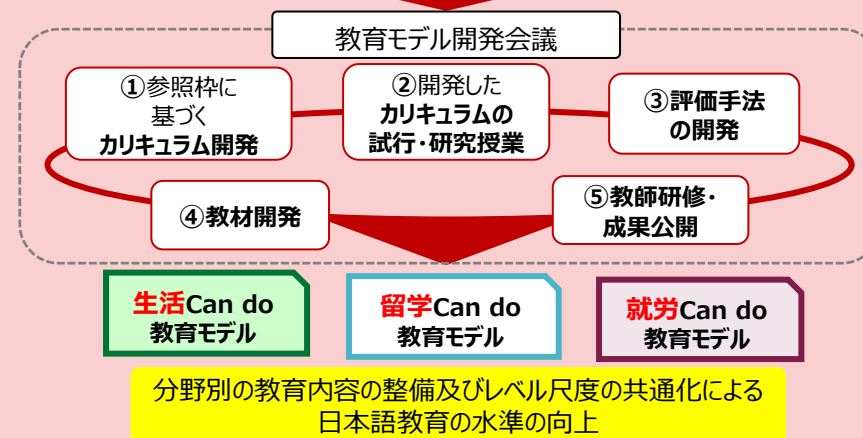 教育モデル開発会議
①参照枠に
基づく
カリキュラム開発
②開発した
カリキュラムの
試行・研究授業
③評価手法
の開発
④教材開発
⑤教師研修・
成果公開
生活Can do
教育モデル
留学Can do
教育モデル
就労Can do
教育モデル
分野別の教育内容の整備及びレベル尺度の共通化による
日本語教育の水準の向上